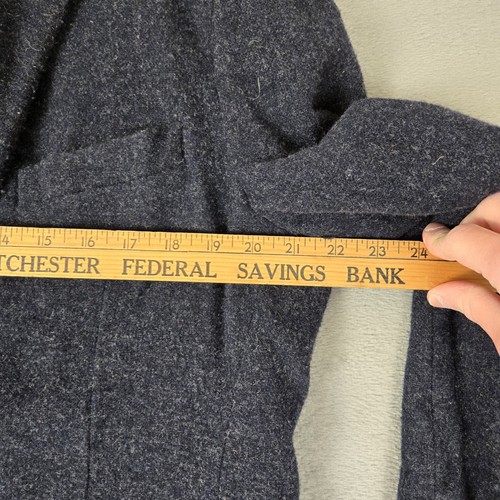 4 15 16 17 18 19 20 21 22 23 24
TCHESTER FEDERAL SAVINGS BANK